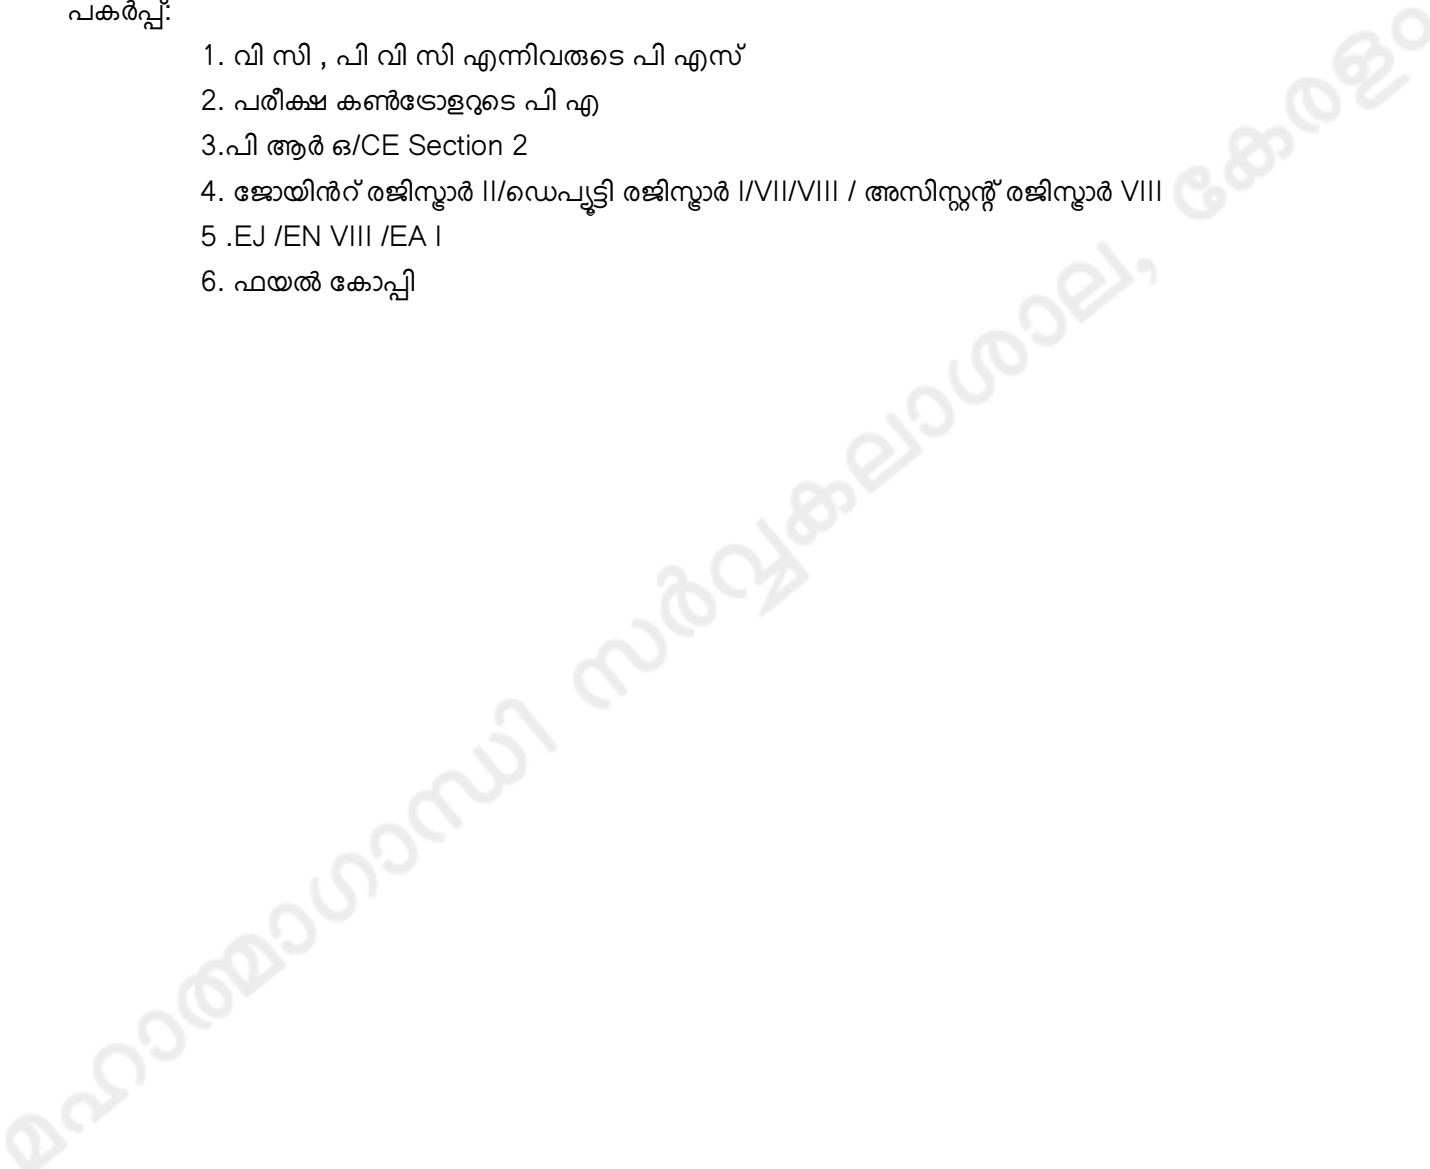 പകർപ്പ്:
1. വി സി , പി വി സി എന്നിവരുടെ പി എസ്
2. പരീക്ഷ കൺട്രോളറുടെ പി എ
3.പി ആർ ഒ/CE Section 2
4. ജോയിൻറ് രജിസ്ട്രാർ II/ഡെപ്യൂട്ടി രജിസ്ട്രാർ I/VII/VIII / അസിസ്റ്റന്റ് രജിസ്ട്രാർ VIII
5 .EJ /EN VIII /EA I
6. ഫയൽ കോപ്പി
മഹാത്മാഗാന്ധി സർവ്വകലാശാല, കേരളം